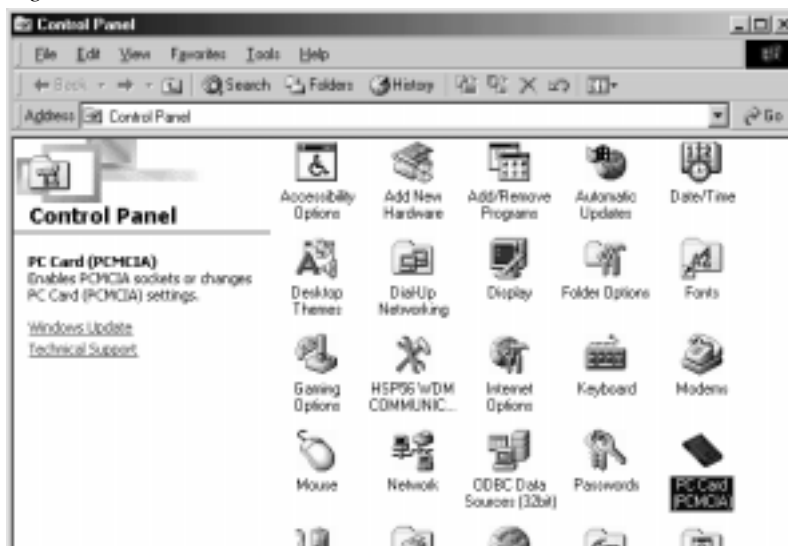 Control Panel
File Edit View Favorites Tools Help
Back Search Folders History
Address Control Panel Go
Control Panel
PC Card (PCMCIA)
Enables PCMCIA sockets or changes
PC Card (PCMCIA) settings.
Windows Update
Technical Support
Accessibility Options
Add New Hardware
Add/Remove Programs
Automatic Updates
Date/Time
Desktop Themes
Dial-Up Networking
Display
Folder Options
Fonts
Gaming Options
HSP56 WDM COMMUNIC...
Internet Options
Keyboard
Modems
Mouse
Network
ODBC Data Sources (32bit)
Passwords
PC Card (PCMCIA)